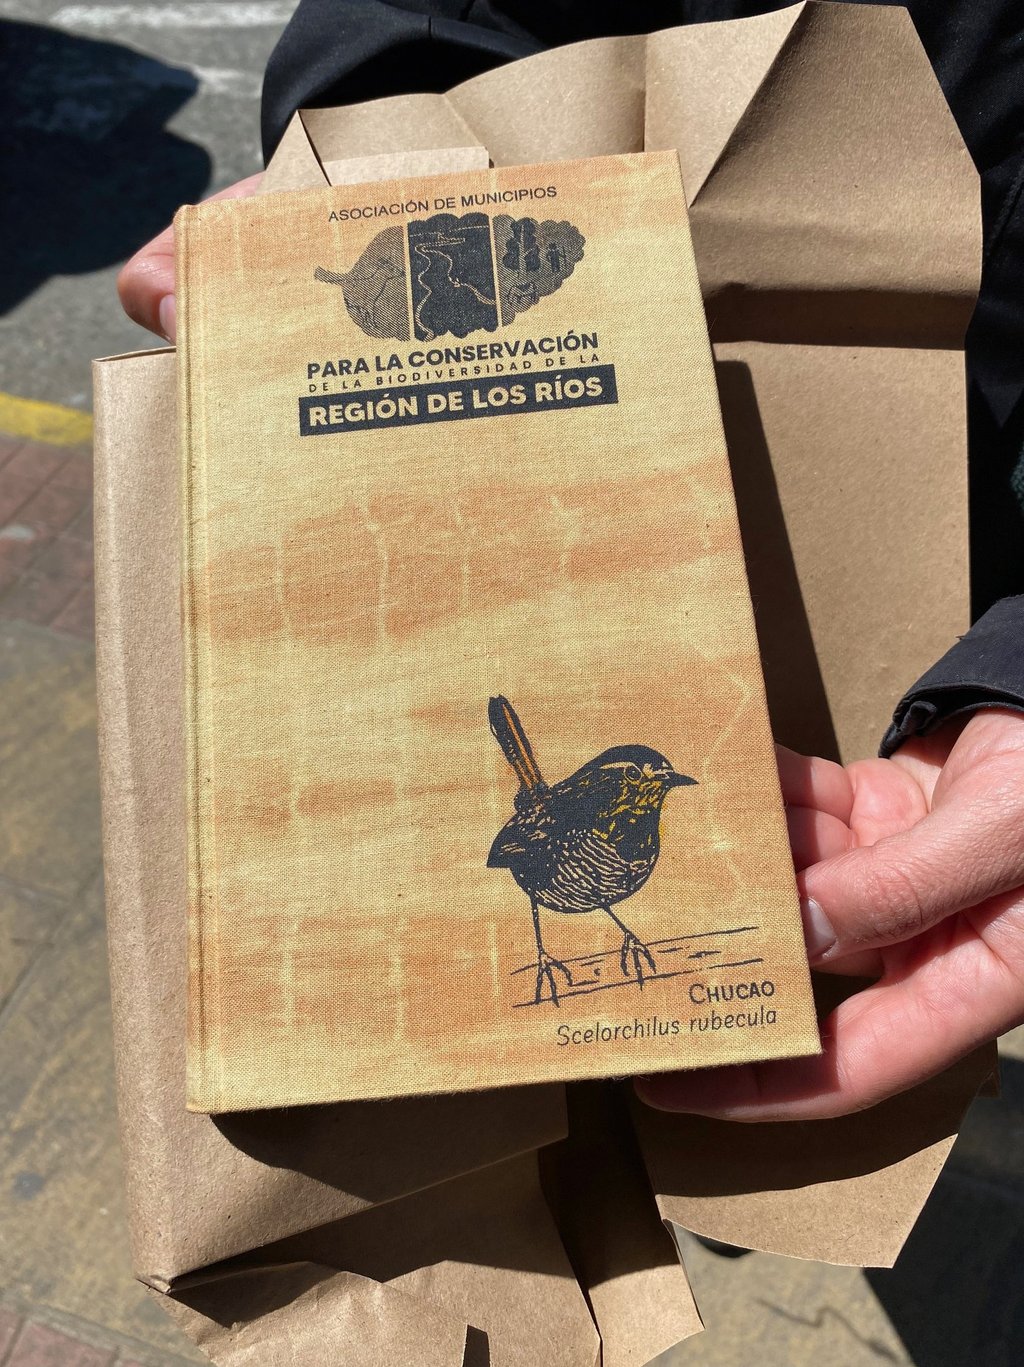 ASOCIACIÓN DE MUNICIPIOS
PARA LA CONSERVACIÓN
DE LA BIODIVERSIDAD DE LA
REGIÓN DE LOS RÍOS
CHUCAO
Scelorchilus rubecula